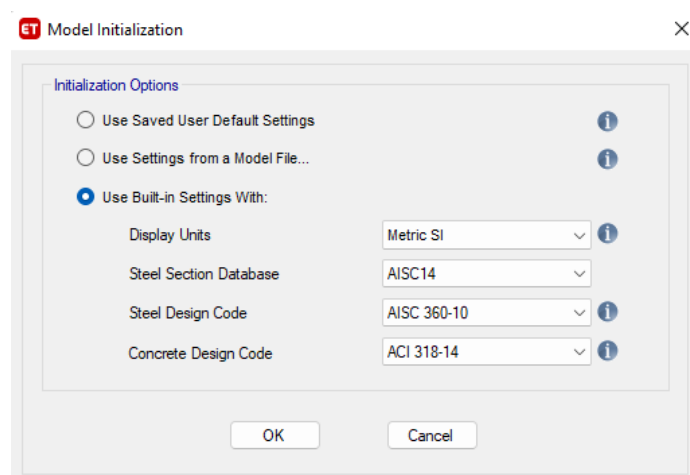 ET Model Initialization
Initialization Options
Use Saved User Default Settings
Use Settings from a Model File...
Use Built-in Settings With:
Display Units Metric SI
Steel Section Database AISC14
Steel Design Code AISC 360-10
Concrete Design Code ACI 318-14
OK Cancel